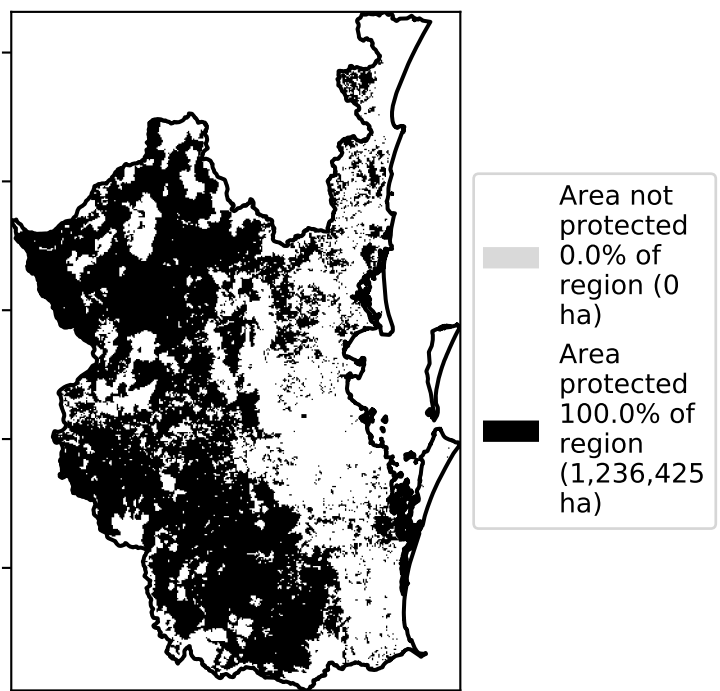 Area not
protected
0.0% of
region (0
ha)
Area
protected
100.0% of
region
(1,236,425
ha)